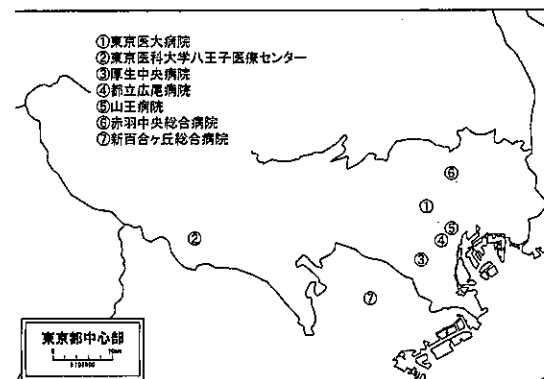 ①東京医大病院
②東京医科大学八王子医療センター
③厚生中央病院
④都立広尾病院
⑤山王病院
⑥赤羽中央総合病院
⑦新百合ヶ丘総合病院
⑥
①
⑤
②
④
③
⑦
東京都中心部
0